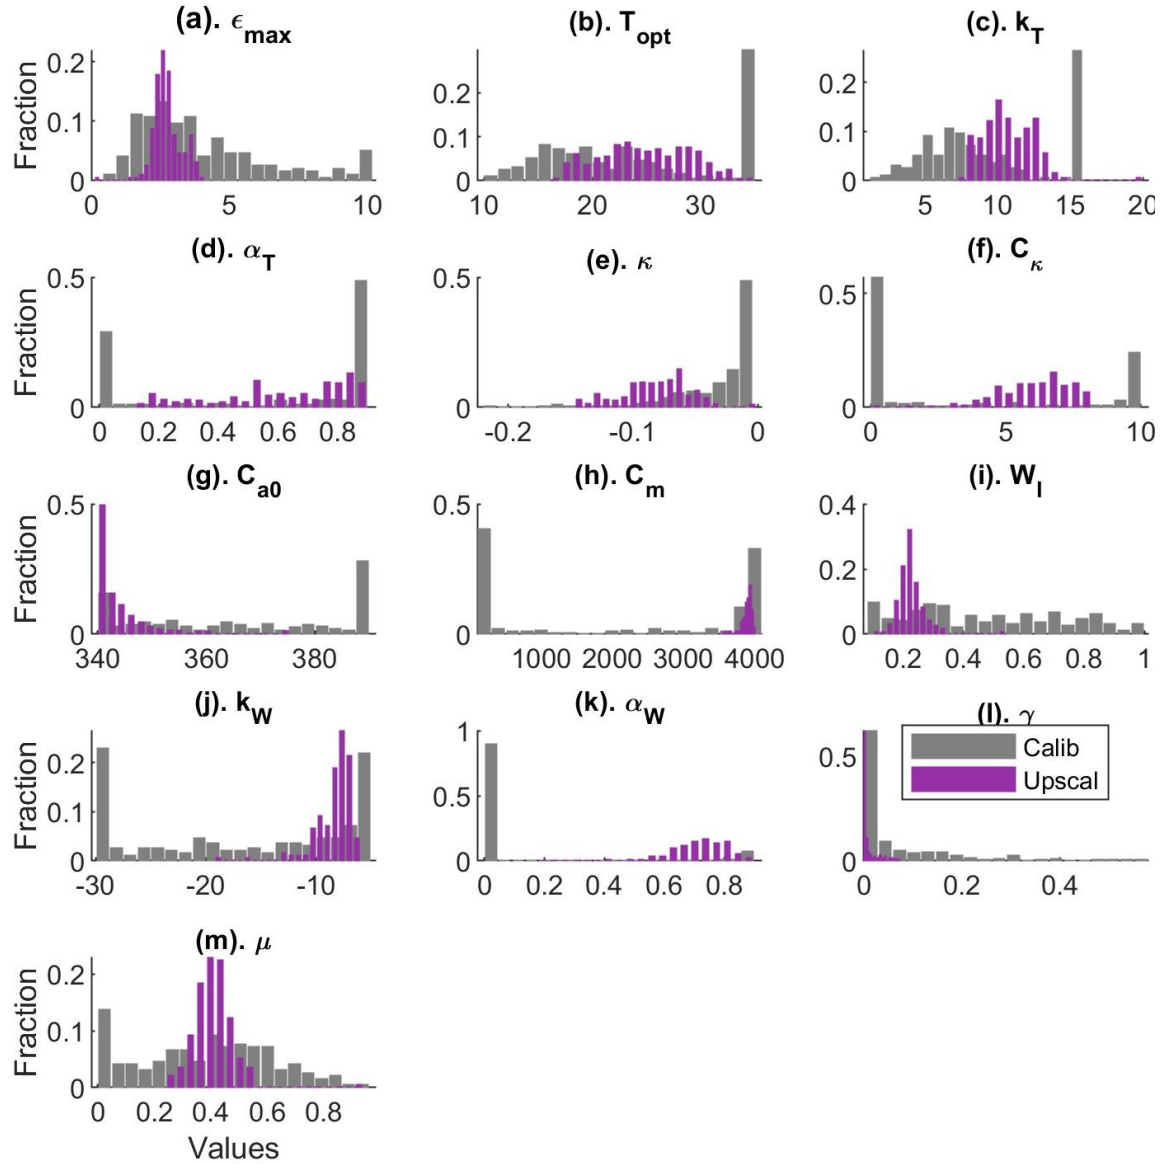 (a). ϵmax
(b). Topt
(c). kT
Fraction
0.2
0.1
0
0 5 10
0.2
0.1
0
10 20 30
0.2
0.1
0
5 10 15 20
(d). αT
(e). κ
(f). Cκ
Fraction
0.5
0
0 0.2 0.4 0.6 0.8
0.5
0
-0.2 -0.1 0
0.5
0
0 5 10
(g). Ca0
(h). Cm
(i). WI
Fraction
0.5
0
340 360 380
0.5
0
1000 2000 3000 4000
0.4
0.2
0
0.2 0.4 0.6 0.8 1
(j). kW
(k). αW
(l). γ
Fraction
0.2
0.1
0
-30 -20 -10
1
0.5
0
0 0.2 0.4 0.6 0.8
Calib
Upscal
0.5
0
0 0.2 0.4
(m). μ
Fraction
0.2
0.1
0
0 0.2 0.4 0.6 0.8
Values